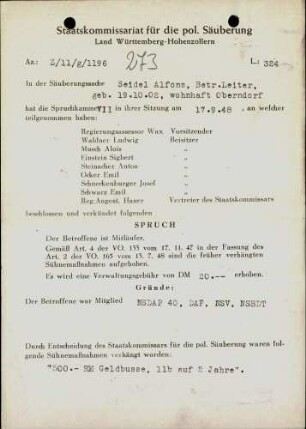 Staatskommissariat für die pol. Säuberung
Land Württemberg-Hohenzollern
Az: Z/11/g/1196 273 L: 324
In der Säuberungssache Seidel Alfons, Betr.Leiter,
geb. 19.10.08, wohnhaft Oberndorf
hat die Spruchkammer VII in ihrer Sitzung am 17.9.48, an welcher
teilgenommen haben:
Regierungsassessor Wax Vorsitzender
Waldner Ludwig Beisitzer
Musch Alois „
Einstein Sigbert „
Steinacher Anton „
Ocker Emil „
Schneckenburger Josef „
Schwarz Emil „
Reg.Angest. Haser Vertreter des Staatskommissars
beschlossen und verkündet folgenden
SPRUCH
Der Betroffene ist Mitläufer.
Gemäß Art. 4 der VO. 133 vom 17. 11. 47 in der Fassung des
Art. 2 der VO. 165 vom 13. 7. 48 sind die früher verhängten
Sühnemaßnahmen aufgehoben.
Es wird eine Verwaltungsgebühr von DM 20.-- erhoben.
Gründe:
Der Betroffene war Mitglied NSDAP 40, DAF, NSV, NSBDT
Durch Entscheidung des Staatskommissars für die pol. Säuberung waren fol-
gende Sühnemaßnahmen verhängt worden:
"500.- RM Geldbusse, 11b auf 2 Jahre".